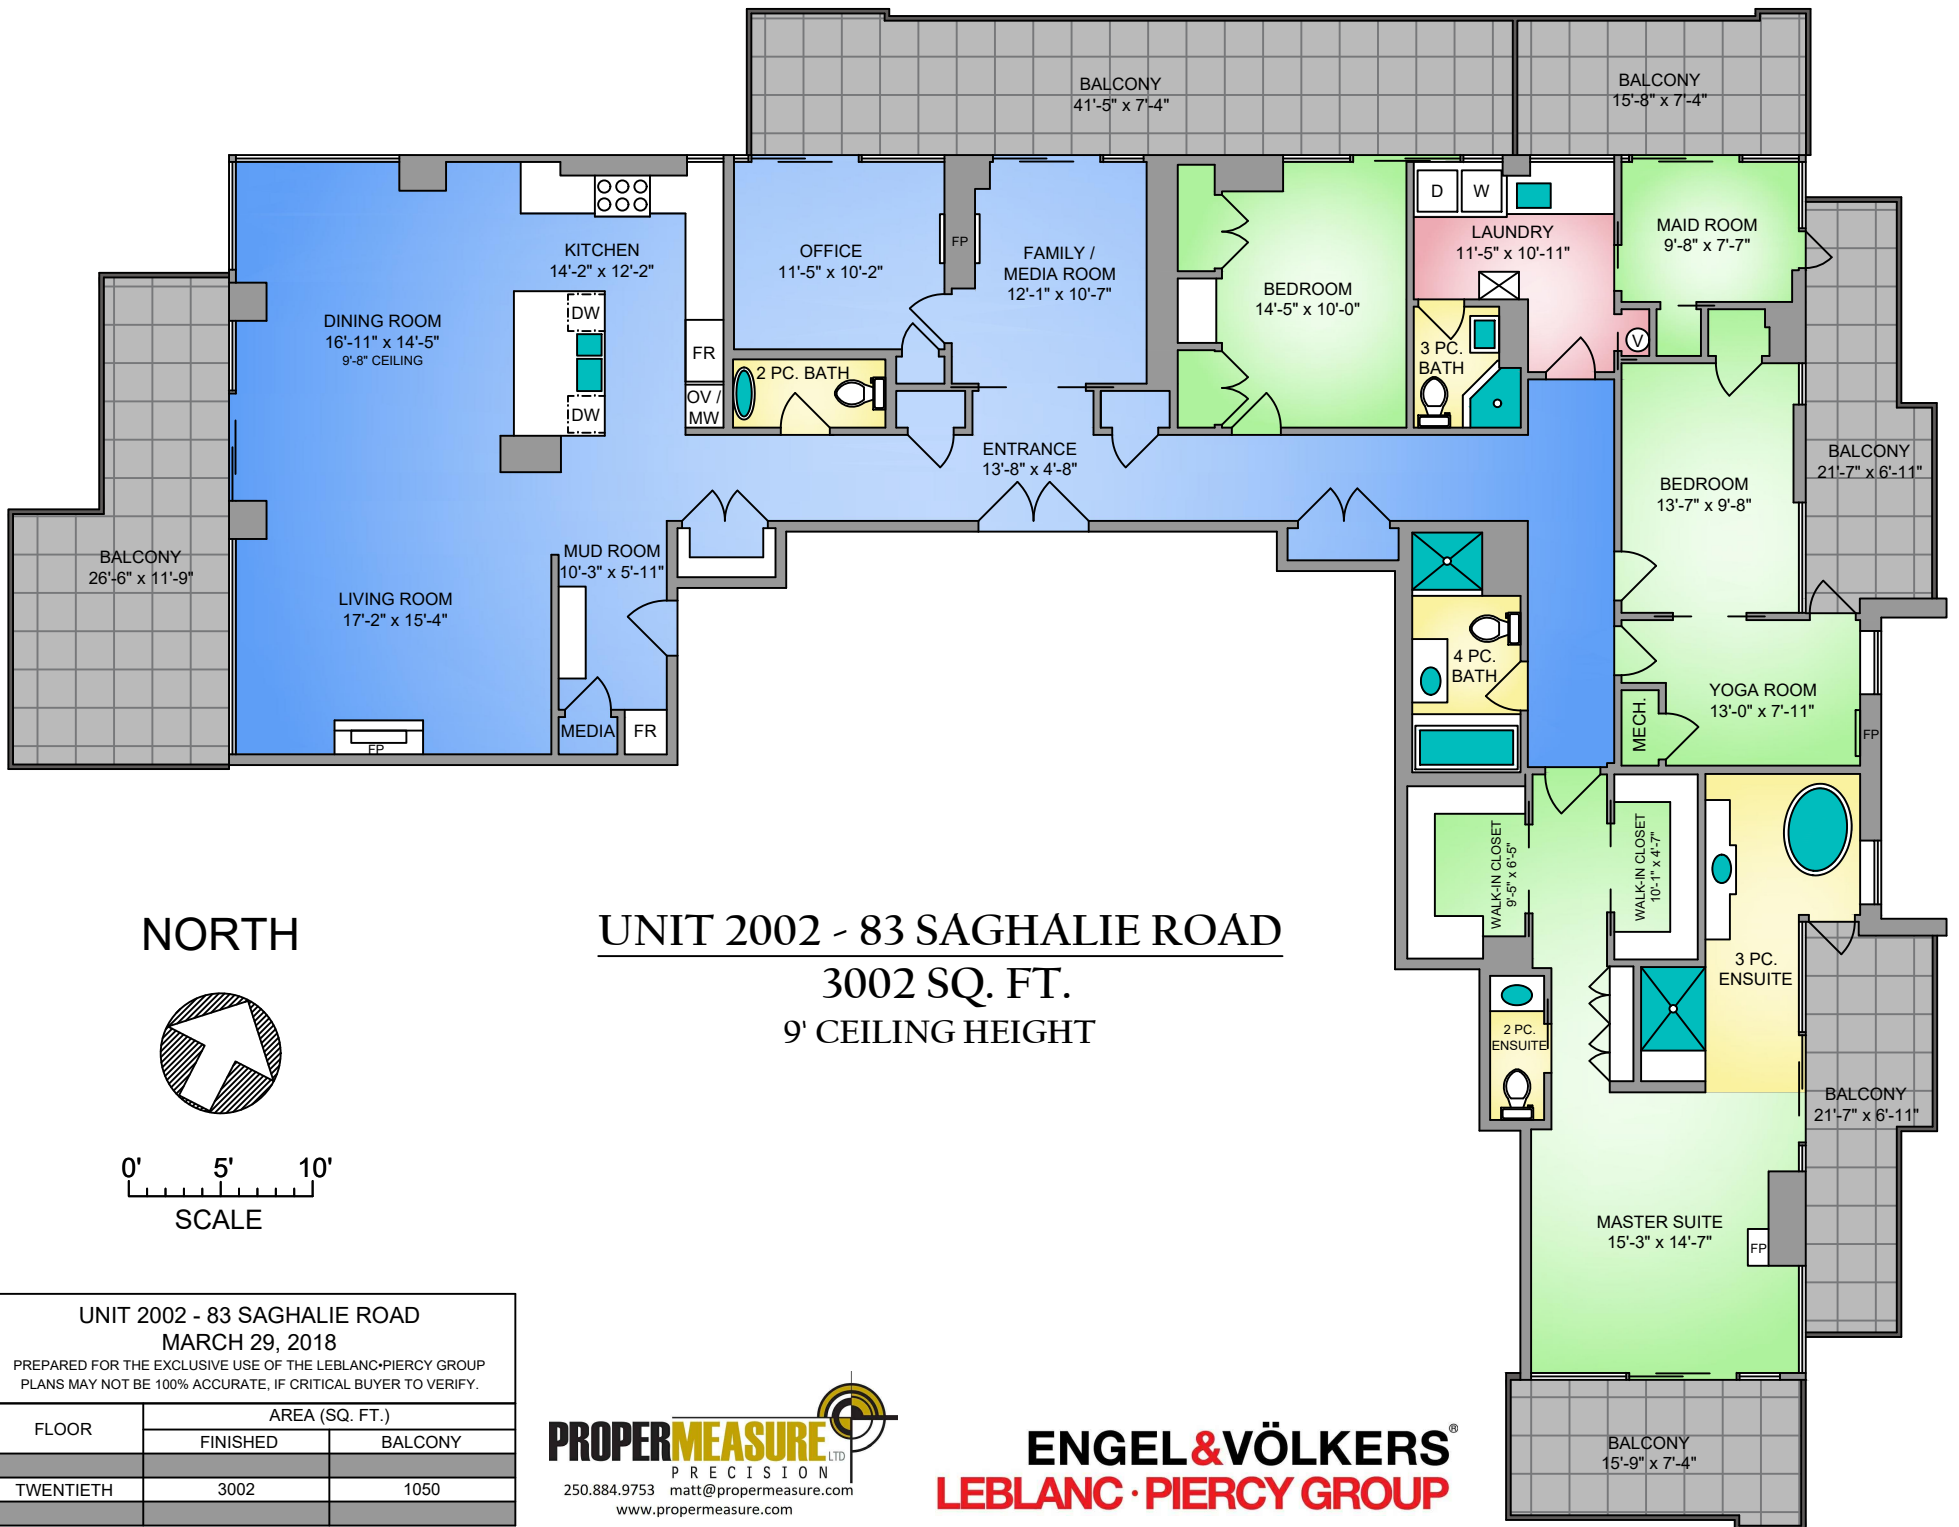 BALCONY
41'-5" x 7'-4"
BALCONY
15'-8" x 7'-4"
KITCHEN
14'-2" x 12'-2"
OFFICE
11'-5" x 10'-2"
FP
FAMILY /
MEDIA ROOM
12'-1" x 10'-7"
BEDROOM
14'-5" x 10'-0"
D
W
LAUNDRY
11'-5" x 10'-11"
MAID ROOM
9'-8" x 7'-7"
DINING ROOM
16'-11" x 14'-5"
9'-8" CEILING
DW
DW
FR
OV /
MW
2 PC. BATH
3 PC.
BATH
V
ENTRANCE
13'-8" x 4'-8"
BEDROOM
13'-7" x 9'-8"
BALCONY
21'-7" x 6'-11"
BALCONY
26'-6" x 11'-9"
MUD ROOM
10'-3" x 5'-11"
LIVING ROOM
17'-2" x 15'-4"
FP
MEDIA
FR
4 PC.
BATH
YOGA ROOM
13'-0" x 7'-11"
MECH.
FP
WALK-IN CLOSET
9'-5" x 6'-5"
WALK-IN CLOSET
10'-1" x 4'-7"
3 PC.
ENSUITE
2 PC.
ENSUITE
BALCONY
21'-7" x 6'-11"
MASTER SUITE
15'-3" x 14'-7"
FP
BALCONY
15'-9" x 7'-4"
NORTH
0' 5' 10'
SCALE
UNIT 2002 - 83 SAGHALIE ROAD
3002 SQ. FT.
9' CEILING HEIGHT
UNIT 2002 - 83 SAGHALIE ROAD
MARCH 29, 2018
PREPARED FOR THE EXCLUSIVE USE OF THE LEBLANC•PIERCY GROUP
PLANS MAY NOT BE 100% ACCURATE, IF CRITICAL BUYER TO VERIFY.
FLOOR
AREA (SQ. FT.)
FINISHED BALCONY
TWENTIETH 3002 1050
PROPERMEASURE LTD
PRECISION
250.884.9753 matt@propermeasure.com
www.propermeasure.com
ENGEL&VÖLKERS®
LEBLANC · PIERCY GROUP